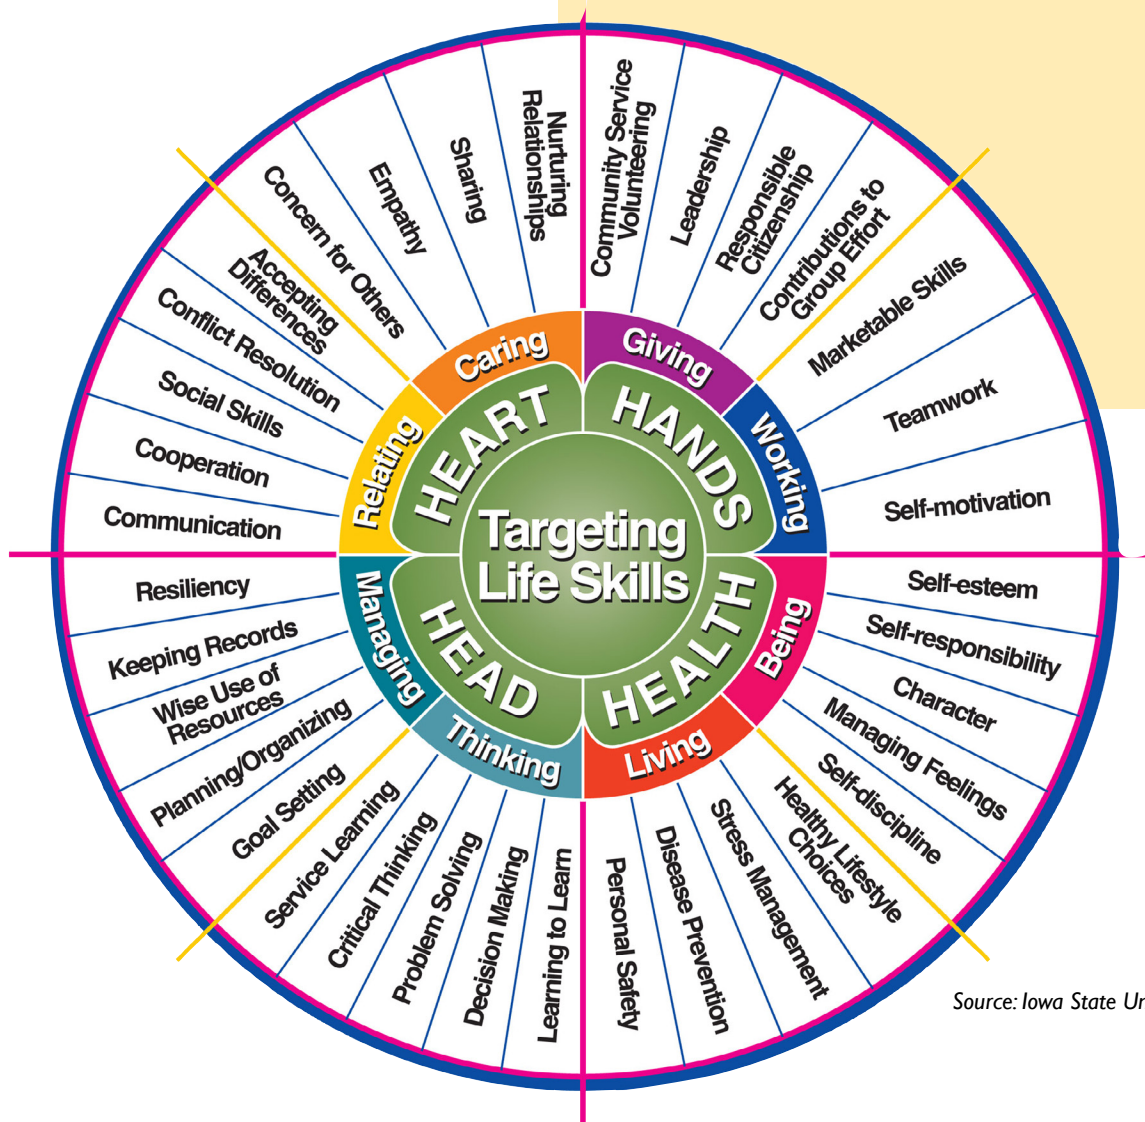 Targeting
Life Skills
HEART
HANDS
HEALTH
HEAD
Caring
Giving
Working
Being
Living
Thinking
Managing
Relating
Nurturing
Relationships
Sharing
Empathy
Concern for Others
Accepting
Differences
Conflict Resolution
Social Skills
Cooperation
Communication
Community Service
Volunteering
Leadership
Responsible
Citizenship
Contributions to
Group Effort
Marketable Skills
Teamwork
Self-motivation
Self-esteem
Self-responsibility
Character
Managing Feelings
Self-discipline
Healthy Lifestyle
Choices
Stress Management
Disease Prevention
Personal Safety
Learning to Learn
Decision Making
Problem Solving
Critical Thinking
Service Learning
Goal Setting
Planning/Organizing
Wise Use of
Resources
Keeping Records
Resiliency
Source: Iowa State